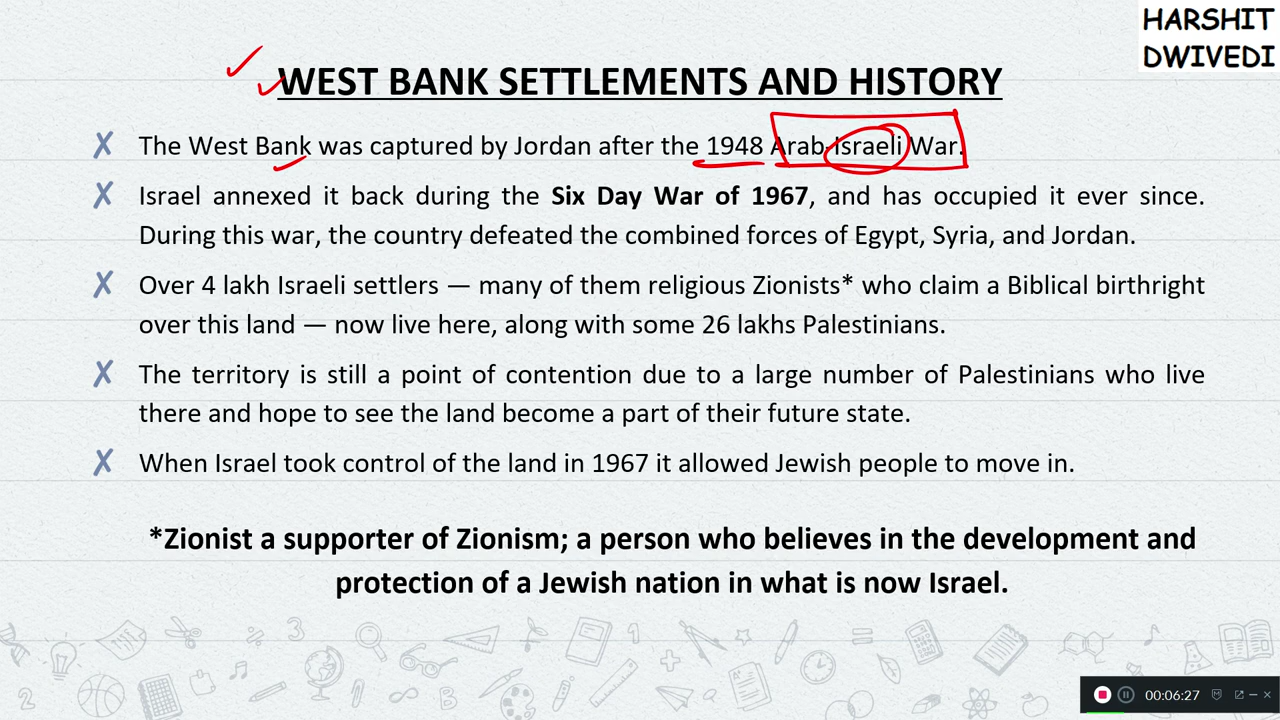 HARSHIT
DWIVEDI
WEST BANK SETTLEMENTS AND HISTORY
✗ The West Bank was captured by Jordan after the 1948 Arab-Israeli War.
✗ Israel annexed it back during the Six Day War of 1967, and has occupied it ever since.
During this war, the country defeated the combined forces of Egypt, Syria, and Jordan.
✗ Over 4 lakh Israeli settlers — many of them religious Zionists* who claim a Biblical birthright
over this land — now live here, along with some 26 lakhs Palestinians.
✗ The territory is still a point of contention due to a large number of Palestinians who live
there and hope to see the land become a part of their future state.
✗ When Israel took control of the land in 1967 it allowed Jewish people to move in.
*Zionist a supporter of Zionism; a person who believes in the development and
protection of a Jewish nation in what is now Israel.
00:06:27